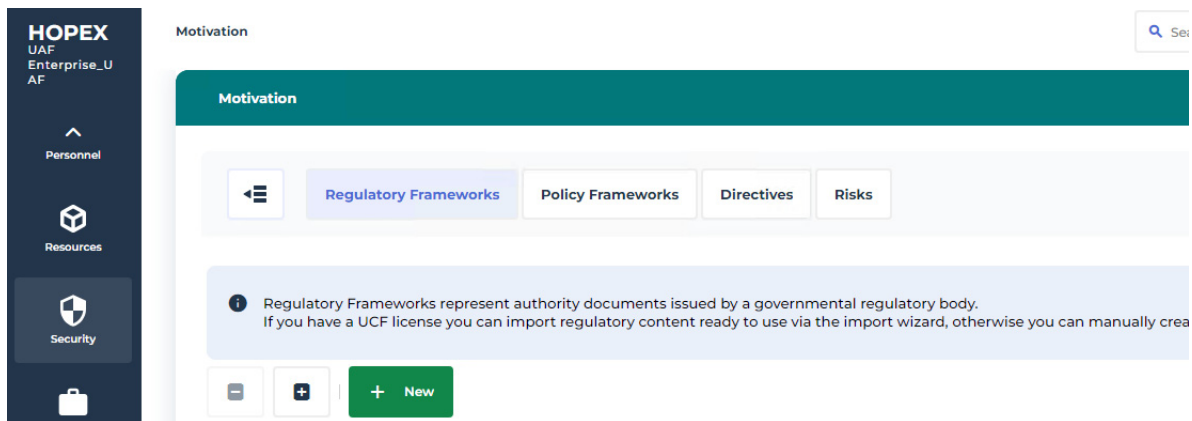 HOPEX
UAF
Enterprise_U
AF
Personnel
Resources
Security
Motivation
Motivation
Regulatory Frameworks
Policy Frameworks
Directives
Risks
Regulatory Frameworks represent authority documents issued by a governmental regulatory body.
If you have a UCF license you can import regulatory content ready to use via the import wizard, otherwise you can manually
New